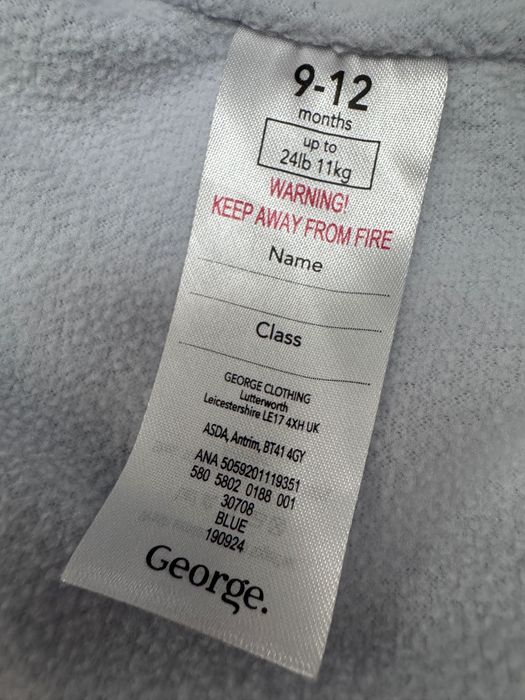 9-12
months
up to
24lb 11kg
WARNING!
KEEP AWAY FROM FIRE
Name
Class
GEORGE CLOTHING
Lutterworth
Leicestershire LE17 4XH UK
ASDA, Antrim, BT41 4GY
ANA 5059201119351
580 5802 0188 001
30708
BLUE
190924
George.